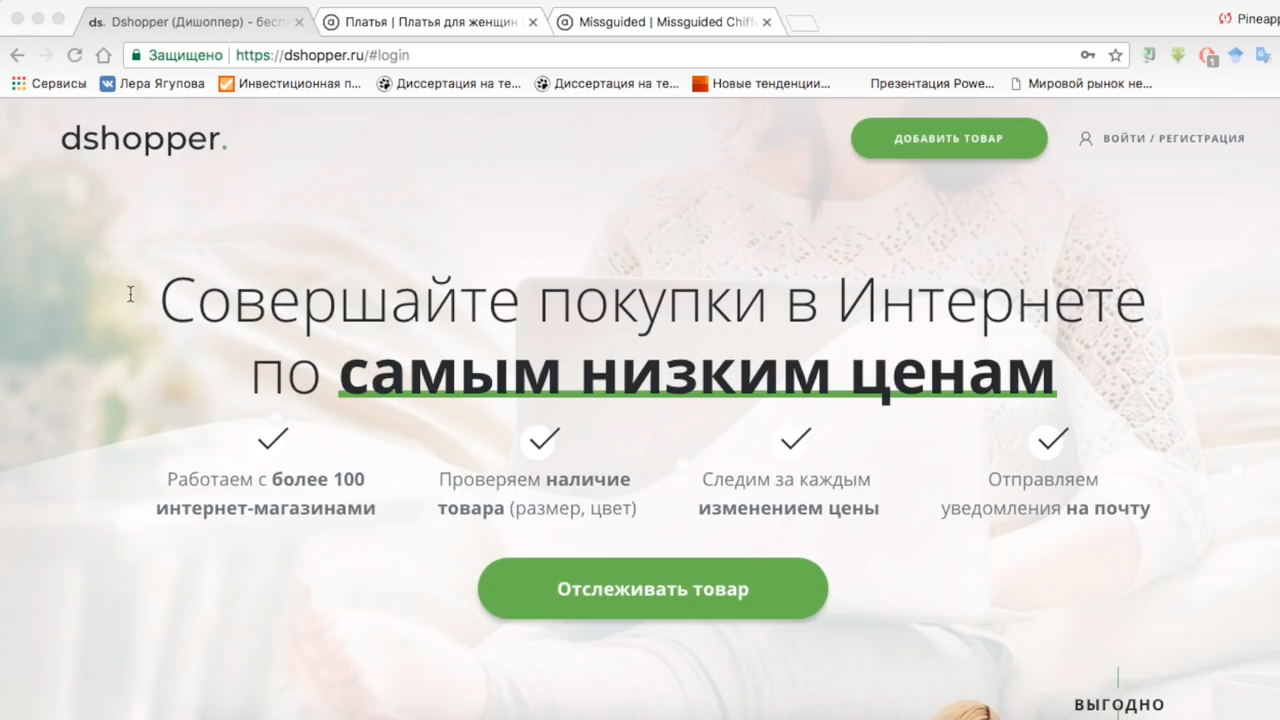 ds. Dshopper (Дишоппер) - бесп
Платья | Платья для женщин
Missguided | Missguided Chiff
Pineapp
Защищено
https://dshopper.ru/#login
1
Сервисы
Лера Ягупова
Инвестиционная п...
Диссертация на те...
Диссертация на те...
Новые тенденции...
Презентация Powe...
Мировой рынок не...
dshopper.
ДОБАВИТЬ ТОВАР
ВОЙТИ / РЕГИСТРАЦИЯ
Совершайте покупки в Интернете
по самым низким ценам
Работаем с более 100
интернет-магазинами
Проверяем наличие
товара (размер, цвет)
Следим за каждым
изменением цены
Отправляем
уведомления на почту
Отслеживать товар
ВЫГОДНО